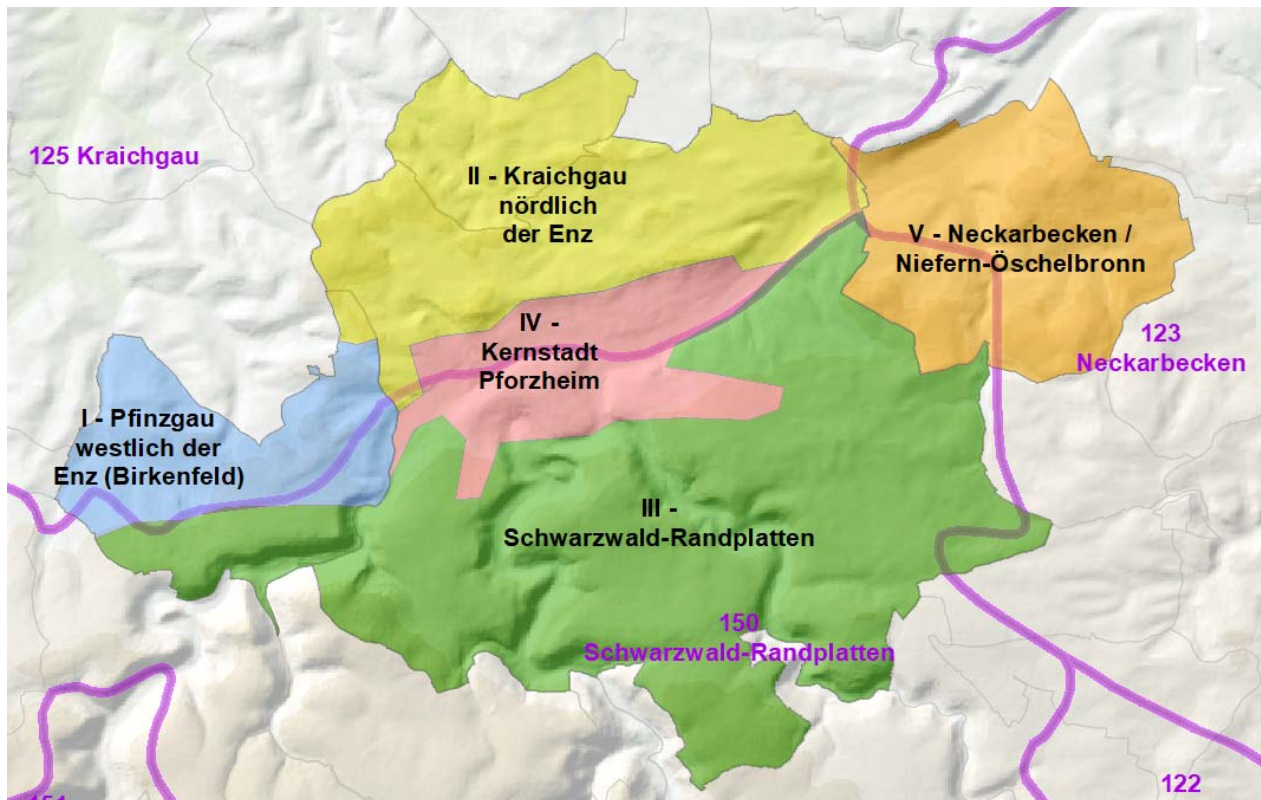 125 Kraichgau
II - Kraichgau
nördlich
der Enz
V - Neckarbecken /
Niefern-Öschelbronn
IV -
Kernstadt
Pforzheim
123
Neckarbecken
I - Pfinzgau
westlich der
Enz (Birkenfeld)
III -
Schwarzwald-Randplatten
150
Schwarzwald-Randplatten
122
151